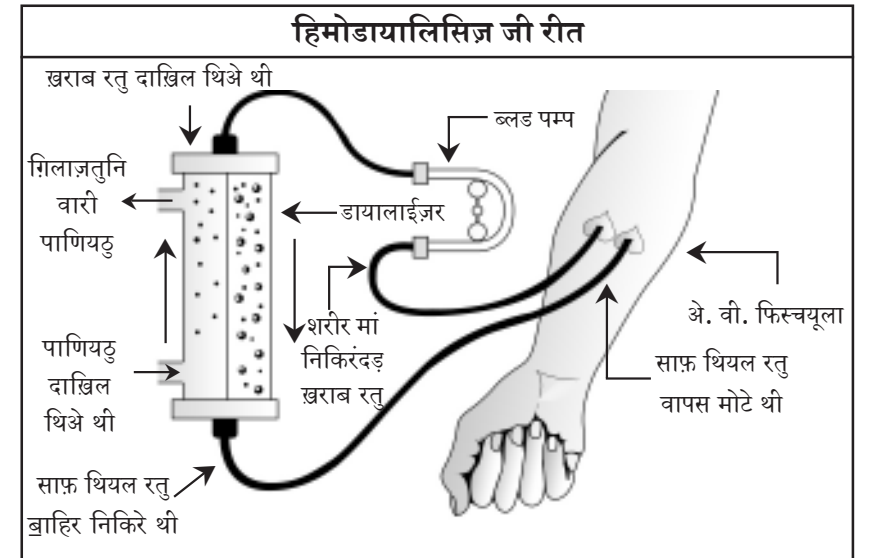 हिमोडायालिसिज़ जी रीत
ख़राब रतु दाख़िल थिअे थी
ब्लड पम्प
ग़िलाज़तुनि
वारी
पाणियठु
डायालाईज़र
अे. वी. फिस्चयूला
शरीर मां
निकिरंदड़
ख़राब रतु
पाणियठु
दाख़िल
थिअे थी
साफ़ थियल रतु
वापस मोटे थी
साफ़ थियल रतु
ॿाहिर निकिरे थी